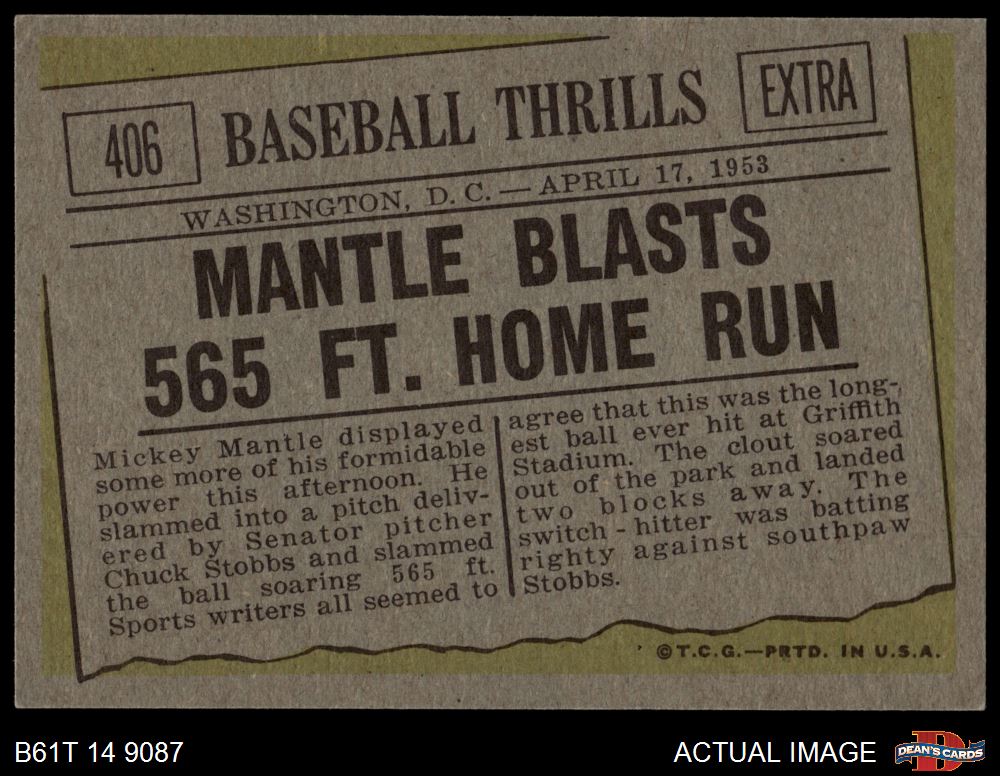 406
BASEBALL THRILLS
EXTRA
WASHINGTON, D. C. — APRIL 17, 1953
MANTLE BLASTS
565 FT. HOME RUN
Mickey Mantle displayed
some more of his formidable
power this afternoon. He
slammed into a pitch deliv-
ered by Senator pitcher
Chuck Stobbs and slammed
the ball soaring 565 ft.
Sports writers all seemed to
agree that this was the long-
est ball ever hit at Griffith
Stadium. The clout soared
out of the park and landed
two blocks away. The
switch - hitter was batting
righty against southpaw
Stobbs.
©T.C.G.—PRTD. IN U.S.A.
B61T 14 9087
ACTUAL IMAGE
D
DEAN'S CARDS